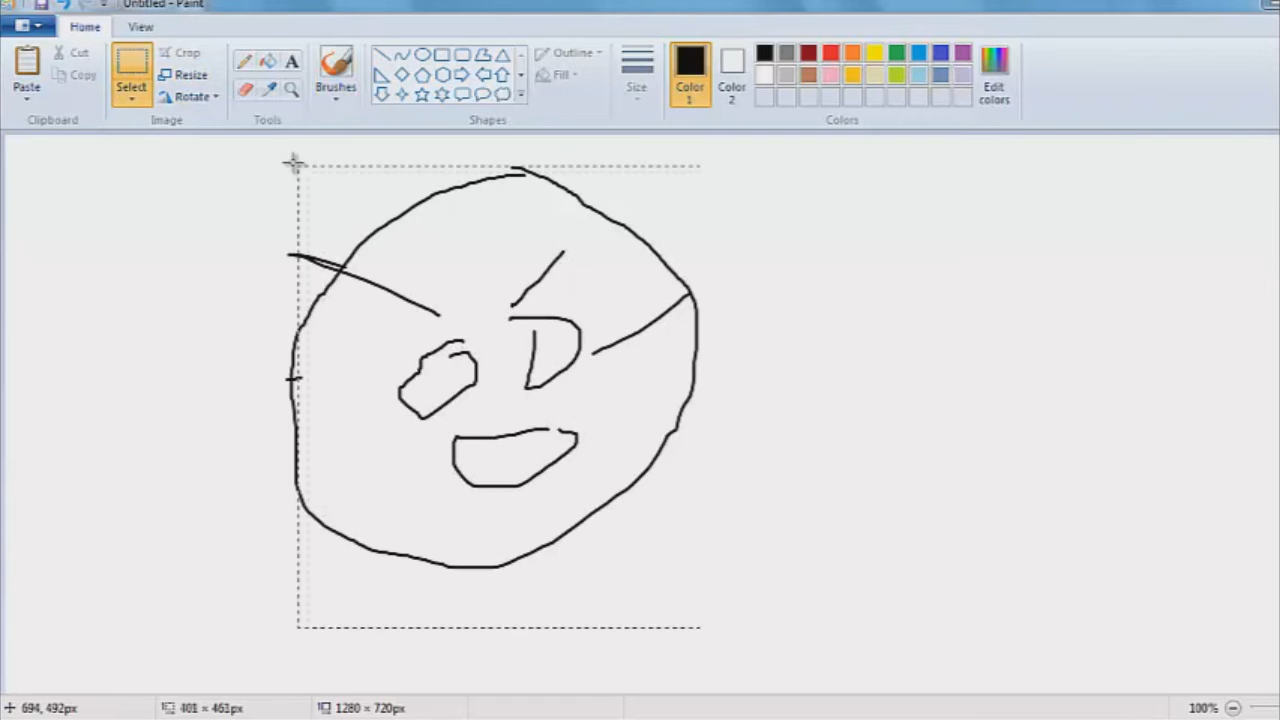 Untitled - Paint
Home View
Paste
Cut
Copy
Clipboard
Select
Crop
Resize
Rotate
Image
A
Tools
Brushes
Shapes
Outline
Fill
Size
Color 1
Color 2
Edit colors
Colors
694, 492px 401 × 461px 1280 × 720px 100%